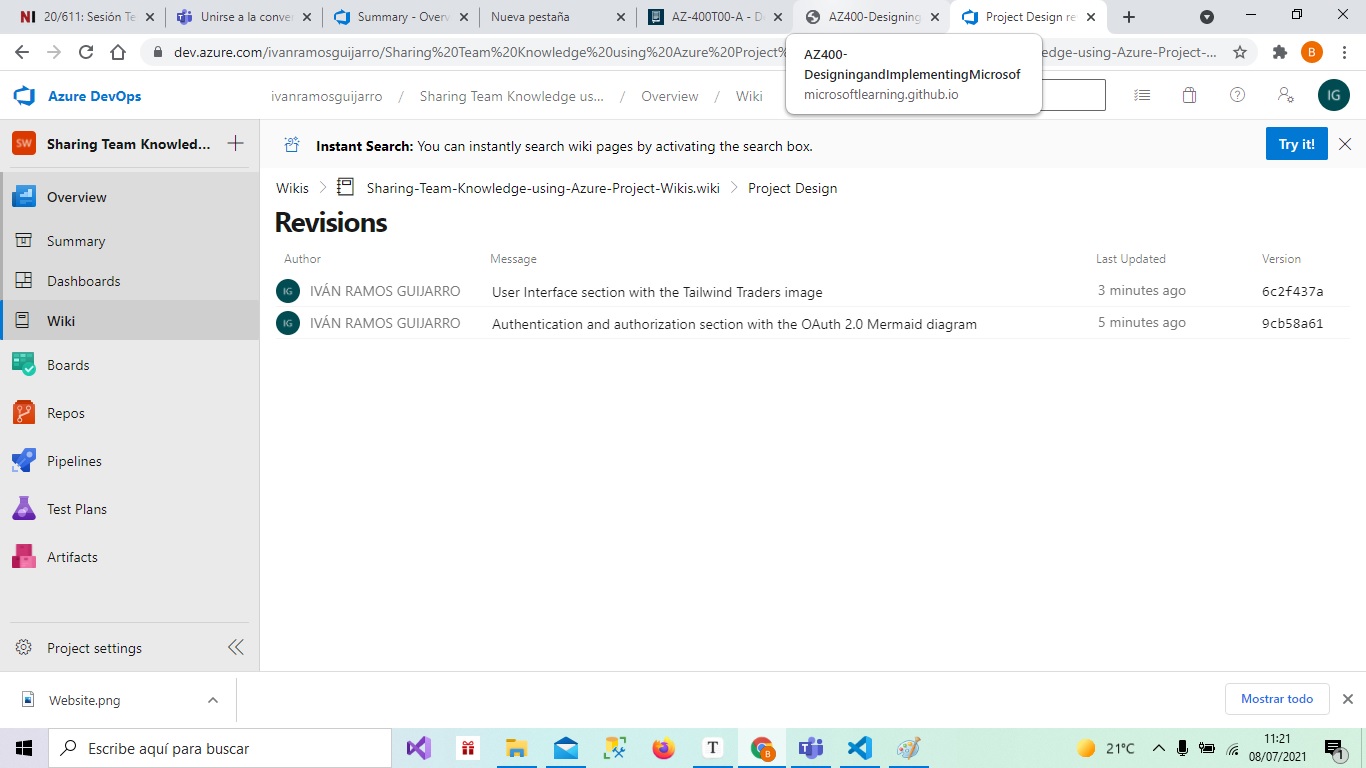 20/611: Sesión Te
Unirse a la conver
Summary - Overv
Nueva pestaña
AZ-400T00-A - D
AZ400-Designing
Project Design re
dev.azure.com/ivanramosguijarro/Sharing%20Team%20Knowledge%20using%20Azure%20Project%
edge-using-Azure-Project-...
B
AZ400-
DesigningandImplementingMicrosof
microsoftlearning.github.io
Azure DevOps
ivanramosguijarro / Sharing Team Knowledge us... / Overview / Wiki
IG
SW
Sharing Team Knowled...
Instant Search: You can instantly search wiki pages by activating the search box.
Try it!
Overview
Summary
Dashboards
Wiki
Boards
Repos
Pipelines
Test Plans
Artifacts
Project settings
Wikis
Sharing-Team-Knowledge-using-Azure-Project-Wikis.wiki
Project Design
Revisions
Author Message Last Updated Version
IG IVÁN RAMOS GUIJARRO User Interface section with the Tailwind Traders image 3 minutes ago 6c2f437a
IG IVÁN RAMOS GUIJARRO Authentication and authorization section with the OAuth 2.0 Mermaid diagram 5 minutes ago 9cb58a61
Website.png
Mostrar todo
Escribe aquí para buscar
T
B
21°C
11:21
08/07/2021
1